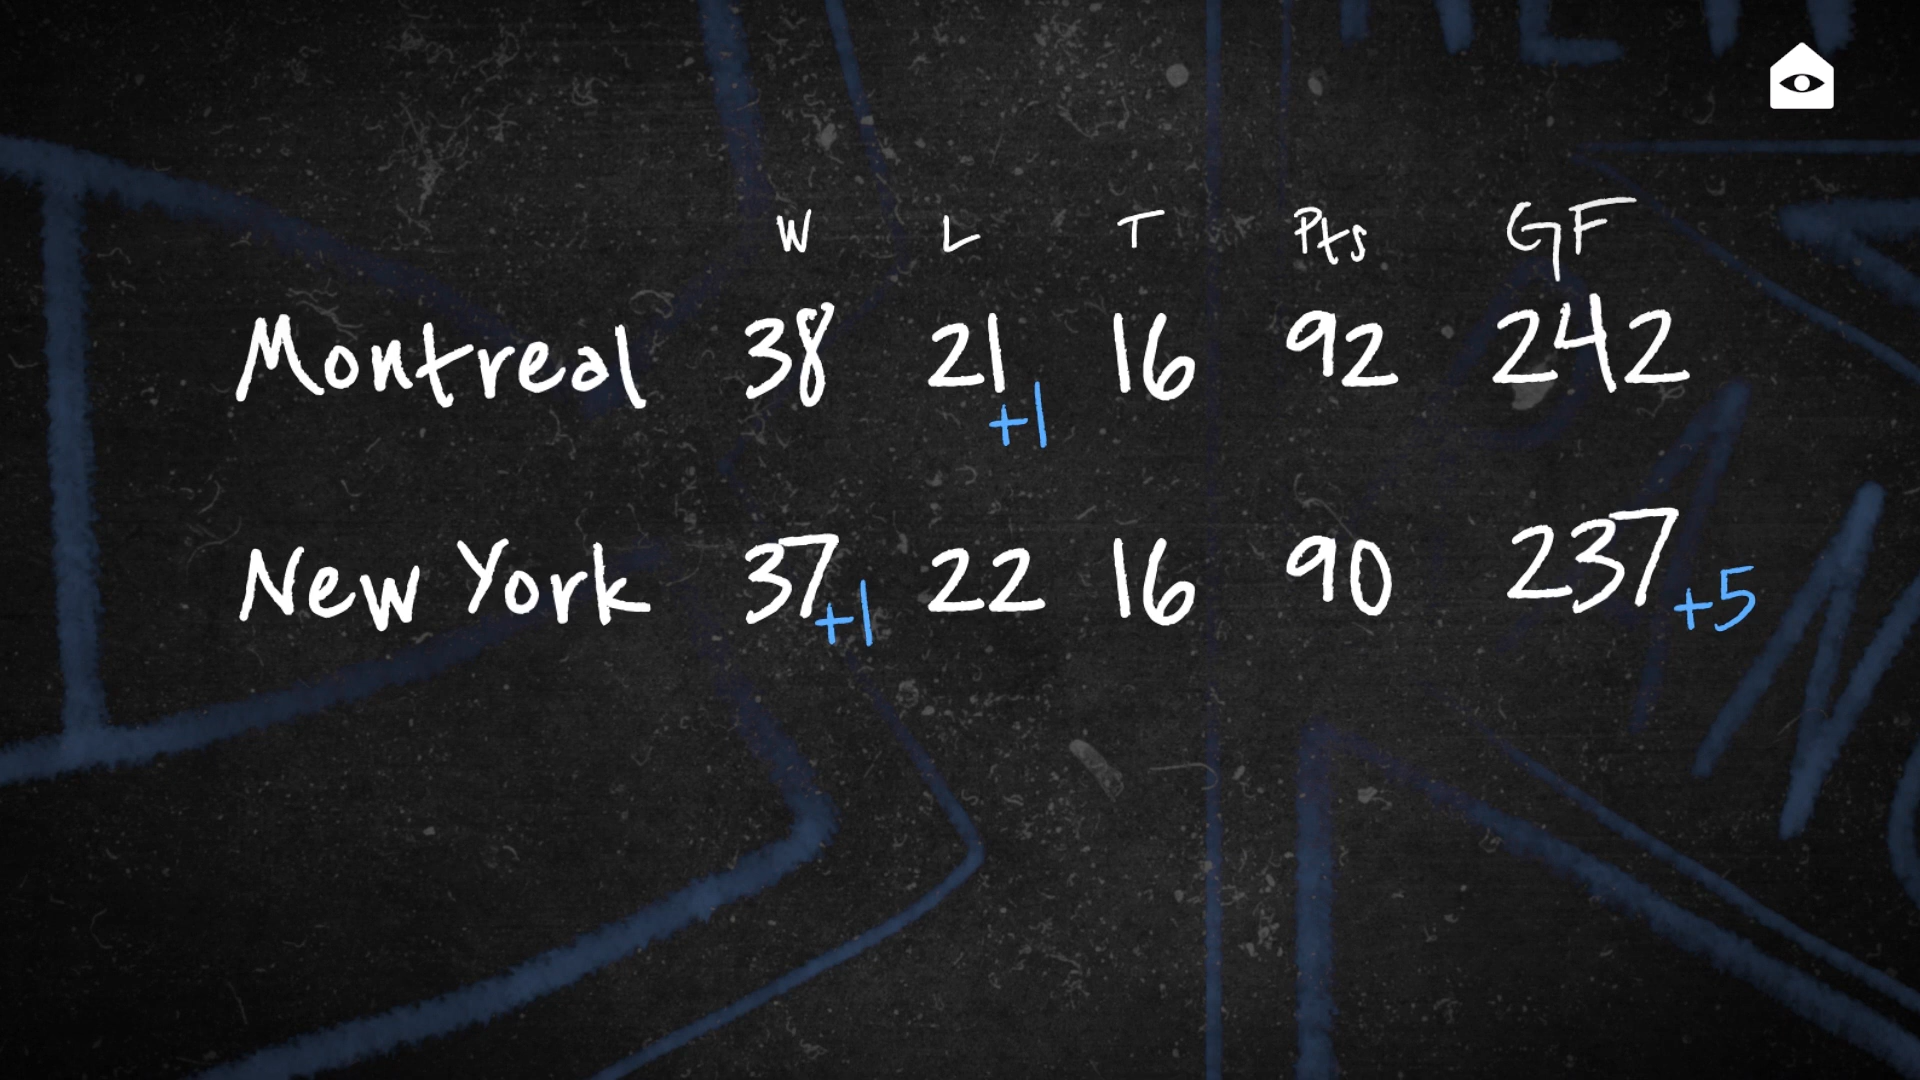 W L T Pts GF
Montreal 38 21 16 92 242
+1
New York 37 22 16 90 237
+1 +5